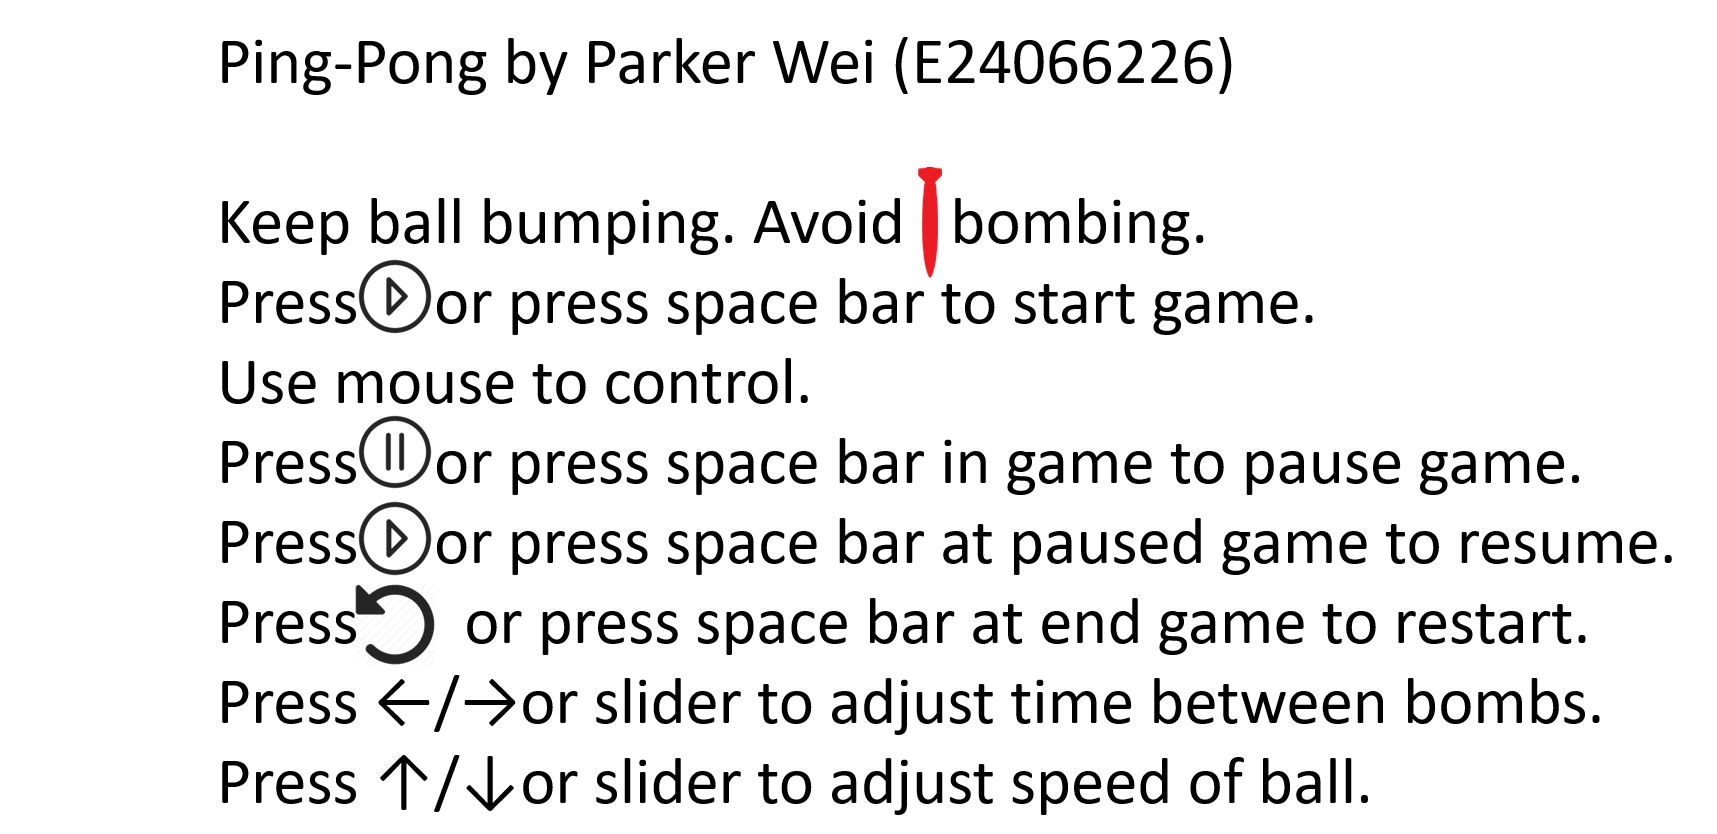 Ping-Pong by Parker Wei (E24066226)
Keep ball bumping. Avoid bombing.
Press or press space bar to start game.
Use mouse to control.
Press or press space bar in game to pause game.
Press or press space bar at paused game to resume.
Press or press space bar at end game to restart.
Press ←/→or slider to adjust time between bombs.
Press ↑/↓or slider to adjust speed of ball.